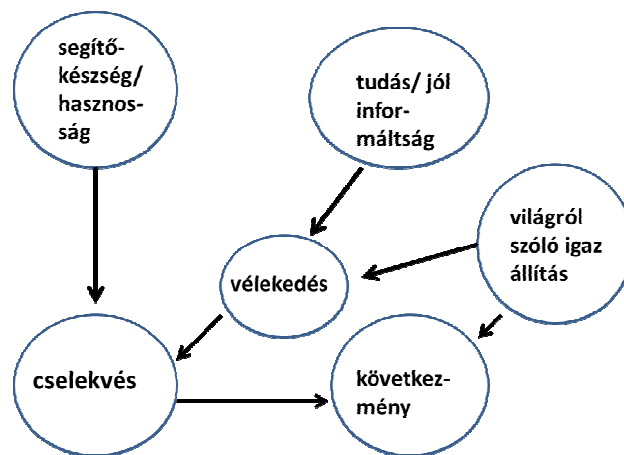 segítő-
készség/
hasznos-
ság
tudás/ jól
infor-
máltság
világról
szóló igaz
állítás
vélekedés
cselekvés
következ-
mény